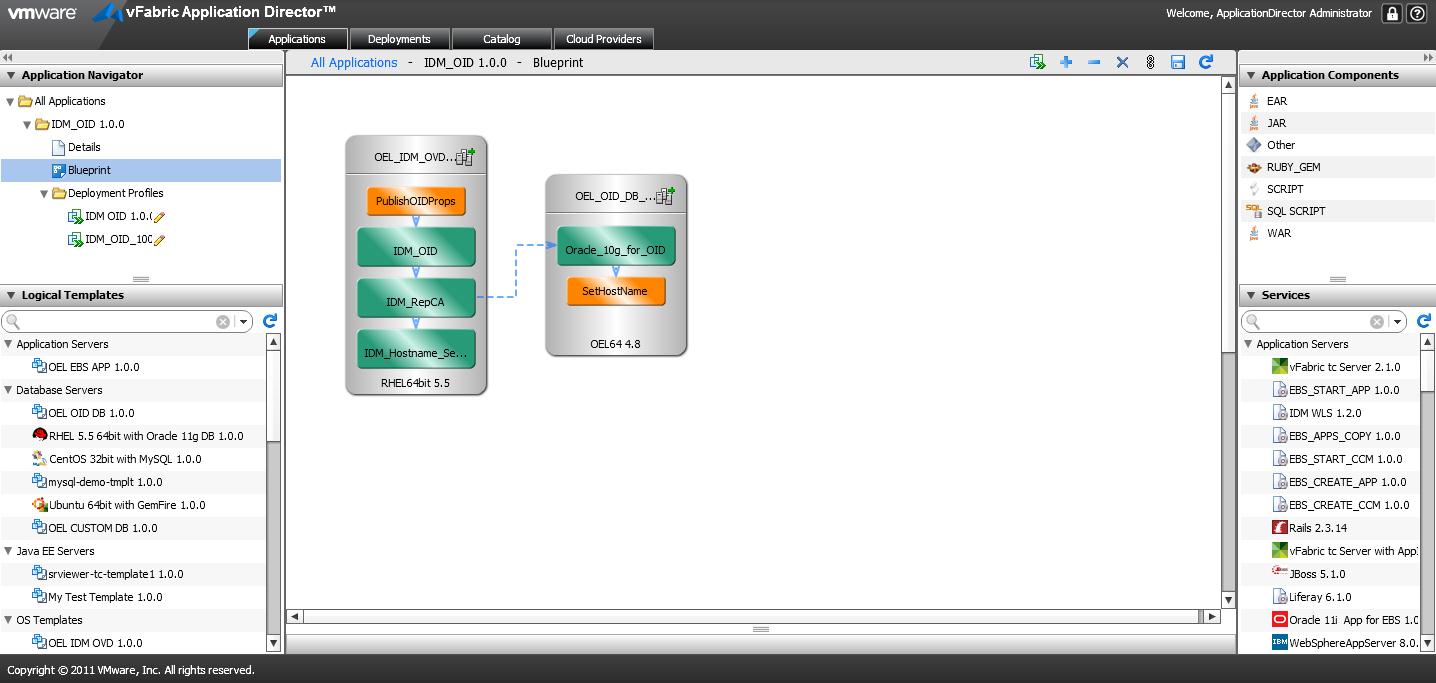 vmware vFabric Application Director™
Welcome, ApplicationDirector Administrator
Applications Deployments Catalog Cloud Providers
Application Navigator
All Applications
IDM_OID 1.0.0
Details
Blueprint
Deployment Profiles
IDM OID 1.0.(
IDM_OID_100
Logical Templates
Application Servers
OEL EBS APP 1.0.0
Database Servers
OEL OID DB 1.0.0
RHEL 5.5 64bit with Oracle 11g DB 1.0.0
CentOS 32bit with MySQL 1.0.0
mysql-demo-tmplt 1.0.0
Ubuntu 64bit with GemFire 1.0.0
OEL CUSTOM DB 1.0.0
Java EE Servers
srviewer-tc-template1 1.0.0
My Test Template 1.0.0
OS Templates
OEL IDM OVD 1.0.0
All Applications - IDM_OID 1.0.0 - Blueprint
OEL_IDM_OVD...
PublishOIDProps
IDM_OID
IDM_RepCA
IDM_Hostname_Se...
RHEL64bit 5.5
OEL_OID_DB_...
Oracle_10g_for_OID
SetHostName
OEL64 4.8
Application Components
EAR
JAR
Other
RUBY_GEM
SCRIPT
SQL SCRIPT
WAR
Services
Application Servers
vFabric tc Server 2.1.0
EBS_START_APP 1.0.0
IDM WLS 1.2.0
EBS_APPS_COPY 1.0.0
EBS_START_CCM 1.0.0
EBS_CREATE_APP 1.0.0
EBS_CREATE_CCM 1.0.0
Rails 2.3.14
vFabric tc Server with App
JBoss 5.1.0
Liferay 6.1.0
Oracle 11i App for EBS 1.0
IBM WebSphereAppServer 8.0.
Copyright © 2011 VMware, Inc. All rights reserved.